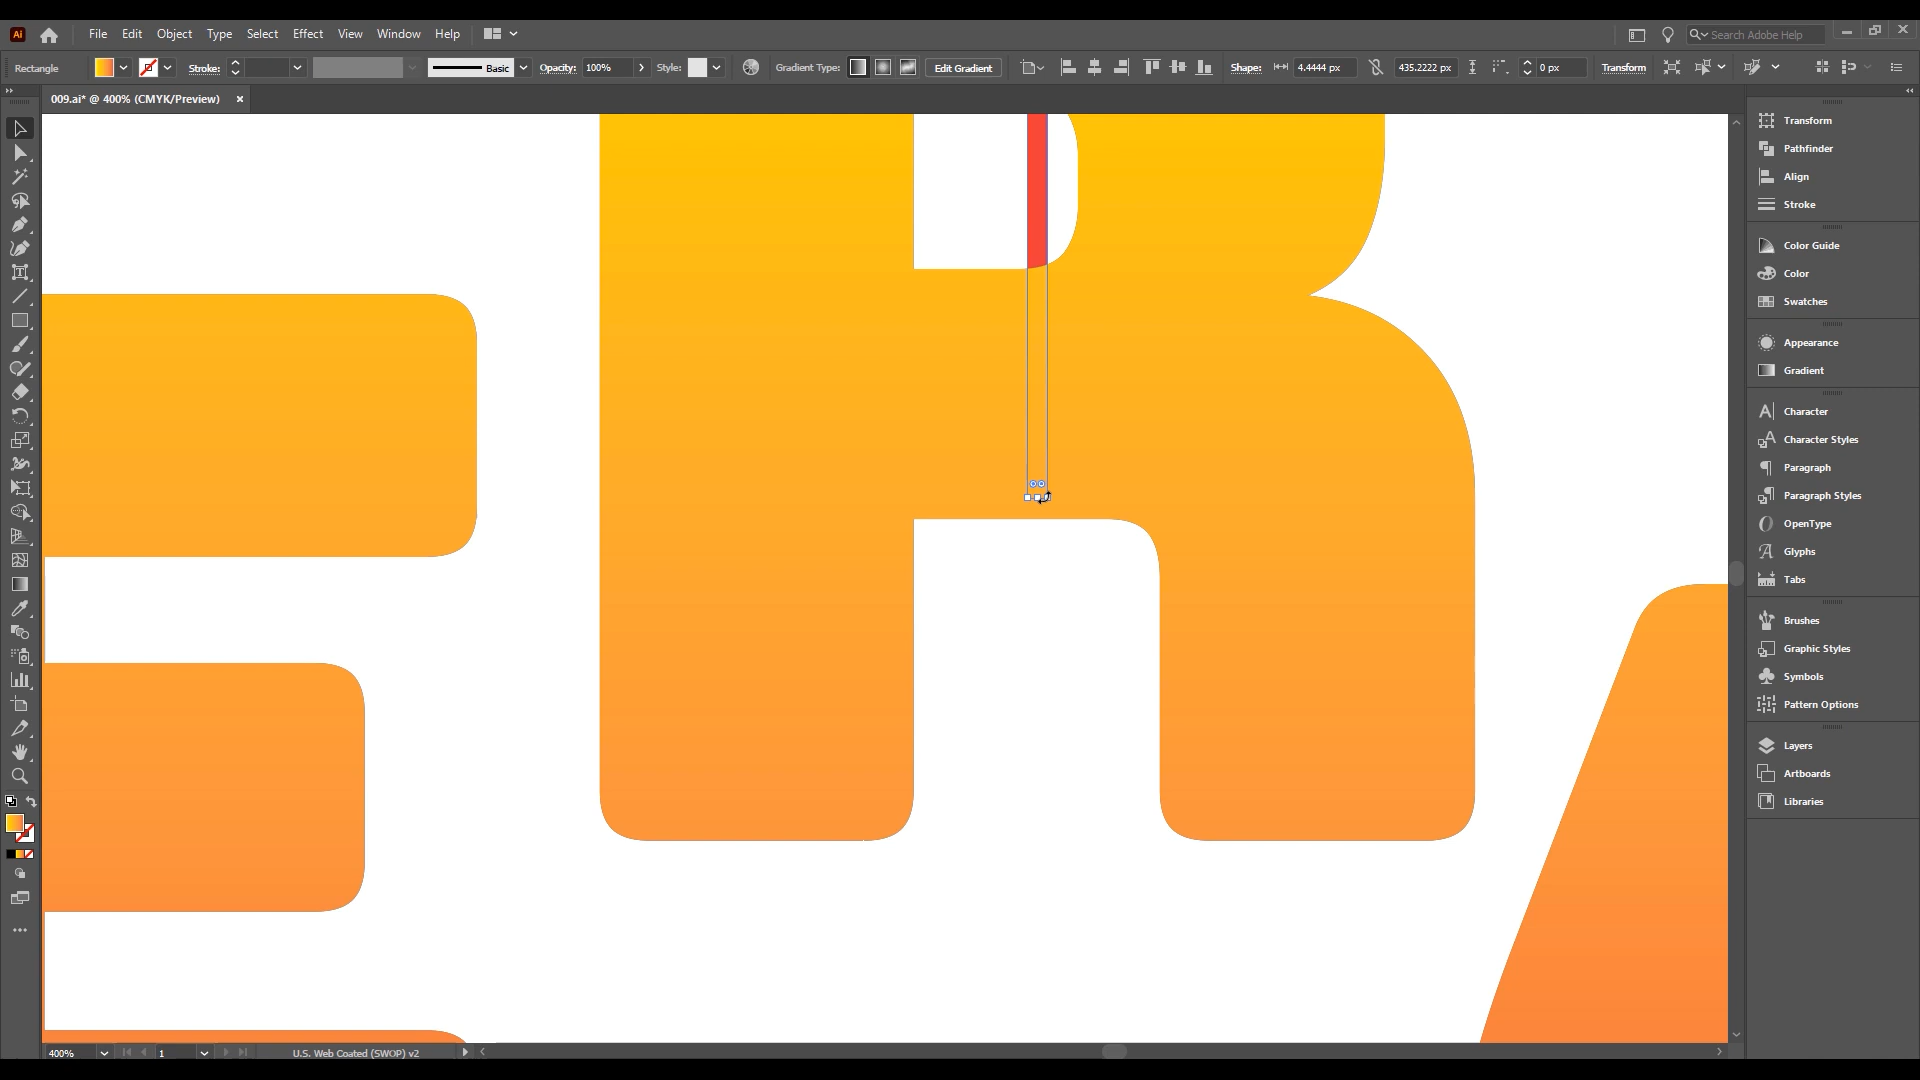 Ai File Edit Object Type Select Effect View Window Help Search Adobe Help
Rectangle Stroke: Basic Opacity: 100% Style: Gradient Type: Edit Gradient Shape: 4.4444 px 435.2222 px 0 px Transform
009.ai* @ 400% (CMYK/Preview) ×
Transform
Pathfinder
Align
Stroke
Color Guide
Color
Swatches
Appearance
Gradient
Character
Character Styles
Paragraph
Paragraph Styles
OpenType
Glyphs
Tabs
Brushes
Graphic Styles
Symbols
Pattern Options
Layers
Artboards
Libraries
R
400% 1 U.S. Web Coated (SWOP) v2